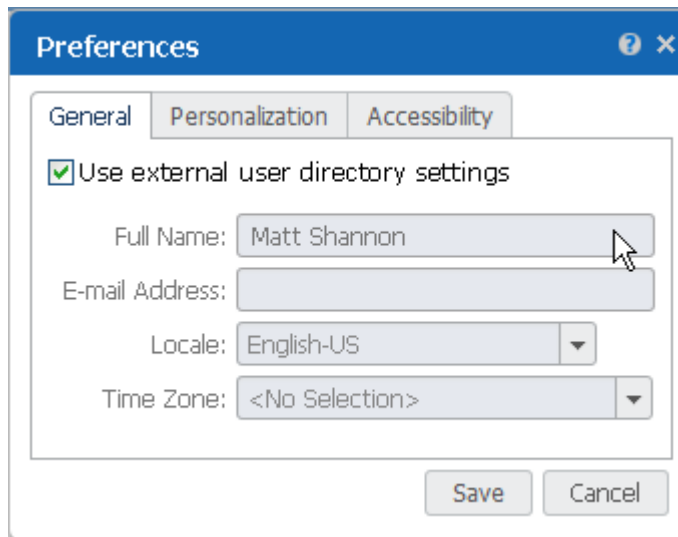 Preferences
General Personalization Accessibility
Use external user directory settings
Full Name: Matt Shannon
E-mail Address:
Locale: English-US
Time Zone: <No Selection>
Save Cancel